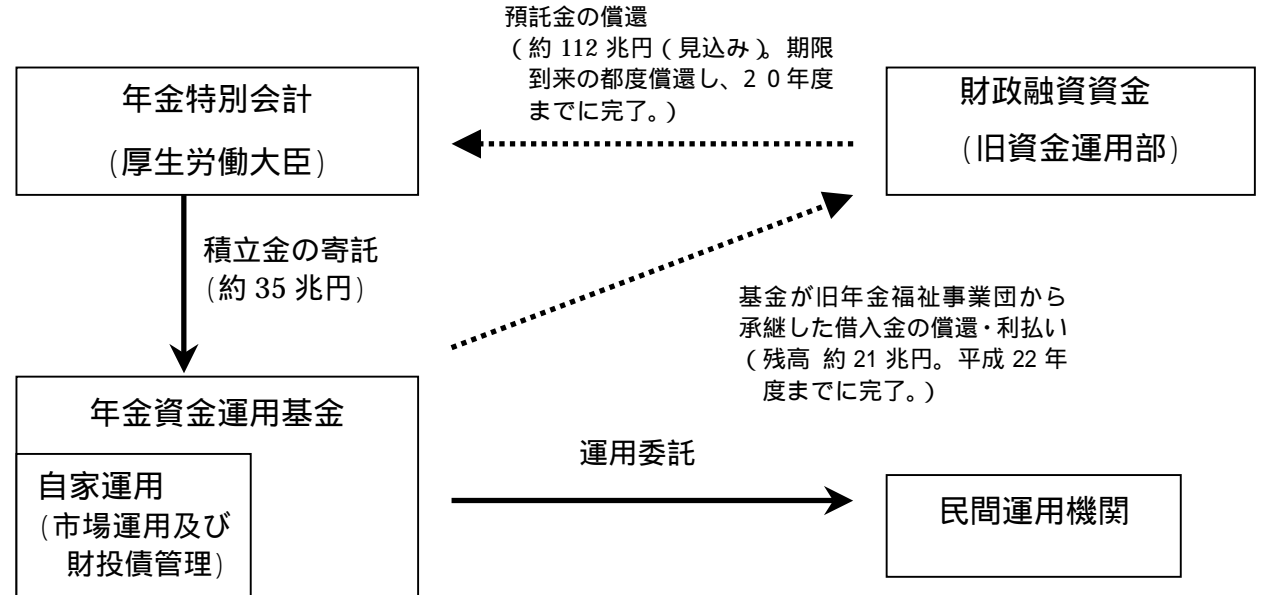 預託金の償還
(約 112 兆円(見込み)。期限
到来の都度償還し、２０年度
までに完了。)
年金特別会計
(厚生労働大臣)
財政融資資金
(旧資金運用部)
積立金の寄託
(約 35 兆円)
基金が旧年金福祉事業団から
承継した借入金の償還・利払い
(残高 約 21 兆円。平成 22 年
度までに完了。)
年金資金運用基金
自家運用
(市場運用及び
財投債管理)
運用委託
民間運用機関